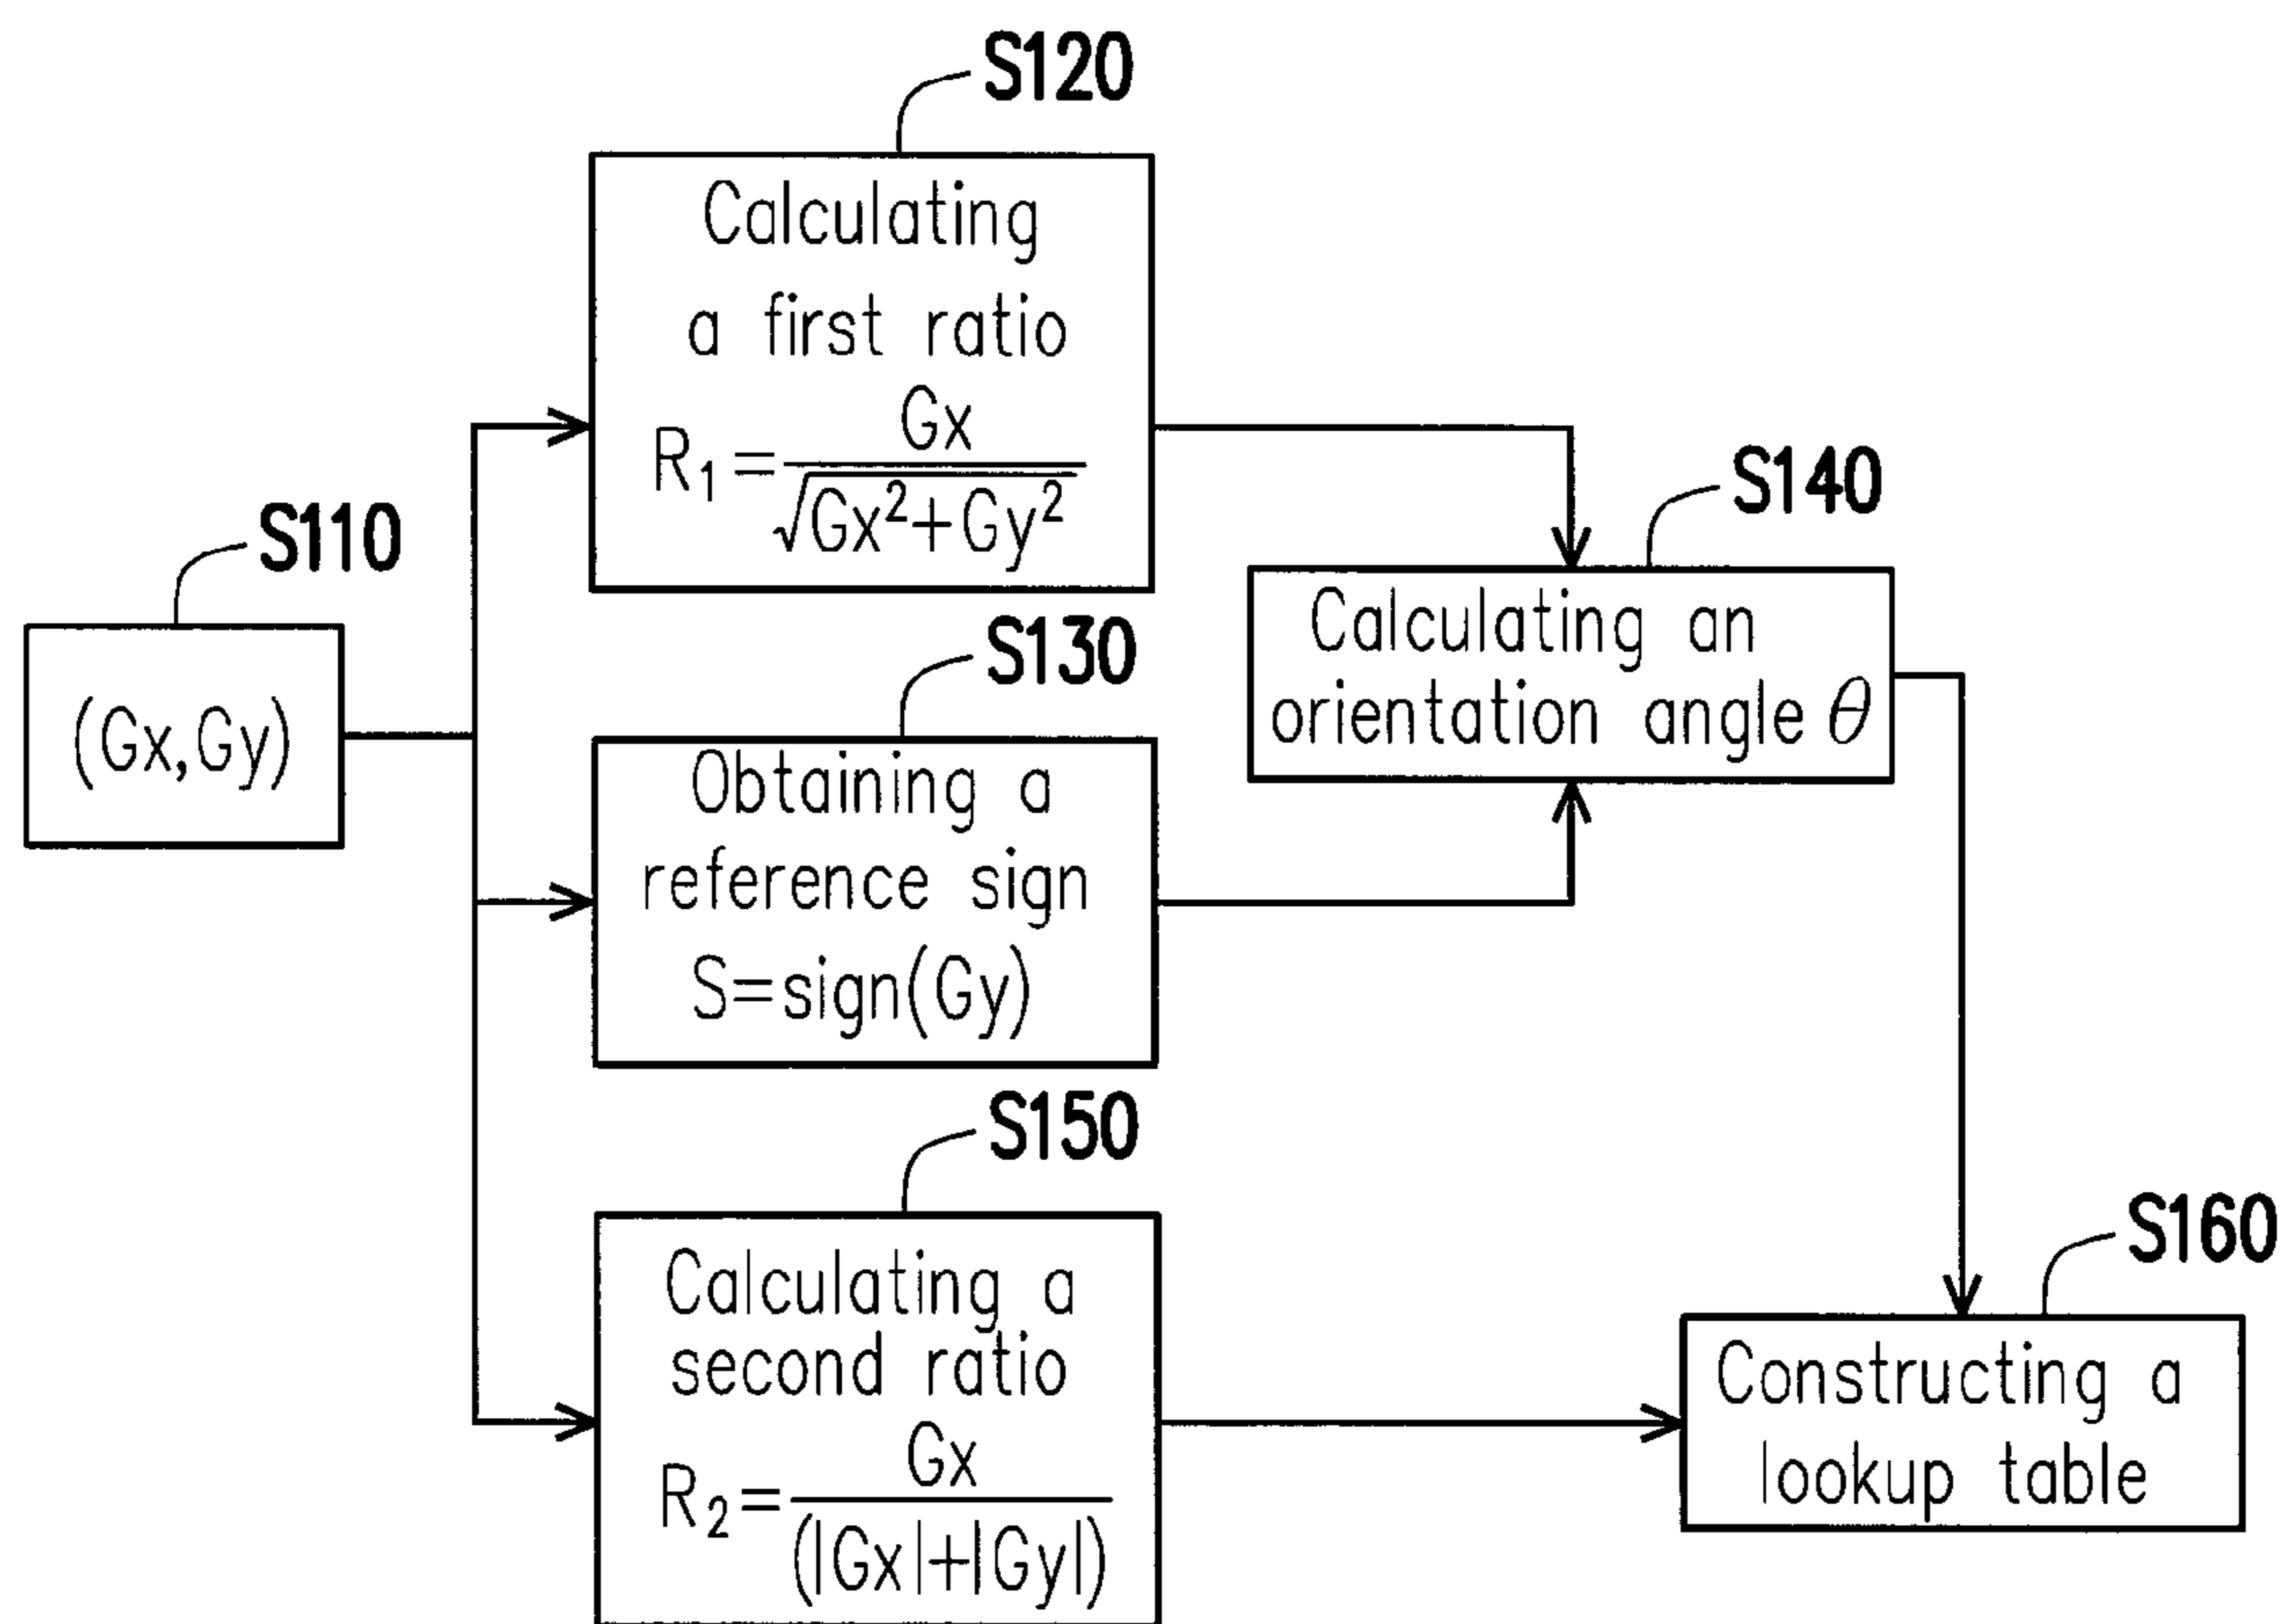 S120
Calculating
a first ratio
R₁=Gx/√(Gx²+Gy²)
S110
(Gx,Gy)
S130
Obtaining a
reference sign
S=sign(Gy)
S140
Calculating an
orientation angle θ
S150
Calculating a
second ratio
R₂=Gx/(|Gx|+|Gy|)
S160
Constructing a
lookup table